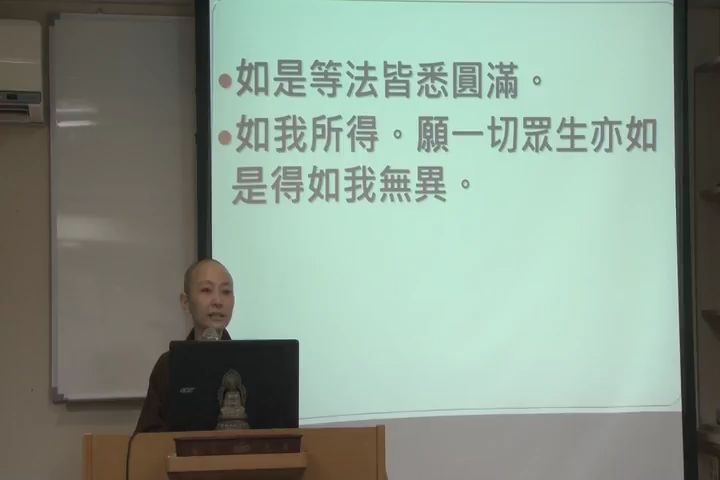 如是等法皆悉圓滿。
如我所得。願一切眾生亦如
是得如我無異。
acer